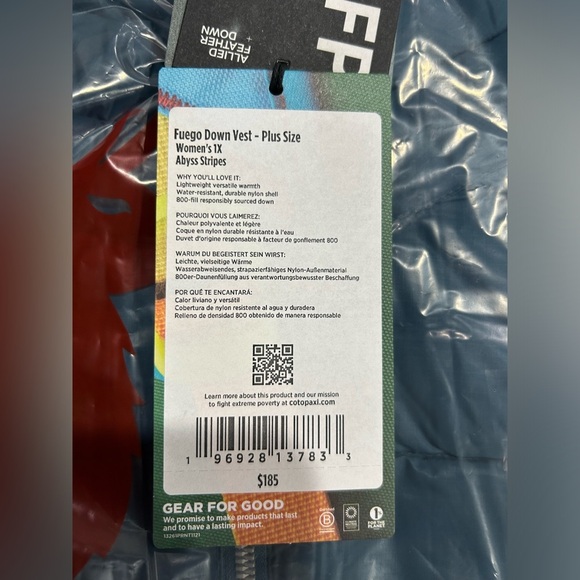 ALLIED
FEATHER +
DOWN
FP
Fuego Down Vest - Plus Size
Women's 1X
Abyss Stripes
WHY YOU'LL LOVE IT:
Lightweight versatile warmth
Water-resistant, durable nylon shell
800-fill responsibly sourced down
POURQUOI VOUS L'AIMEREZ:
Chaleur polyvalente et légère
Coque en nylon durable résistante à l'eau
Duvet d'origine responsable à facteur de gonflement 800
WARUM DU BEGEISTERT SEIN WIRST:
Leichte, vielseitige Wärme
Wasserabweisendes, strapazierfähiges Nylon-Außenmaterial
800er-Daunenfüllung aus verantwortungsbewusster Beschaffung
POR QUÉ TE ENCANTARÁ:
Calor liviano y versátil
Cobertura de nylon resistente al agua y duradera
Relleno de densidad 800 obtenido de manera responsable
Learn more about this product and our mission
to fight extreme poverty at cotopaxi.com
1 96928 13783 3
$185
GEAR FOR GOOD
We promise to make products that last
and to have a lasting impact.
B
1%
FOR THE
PLANET